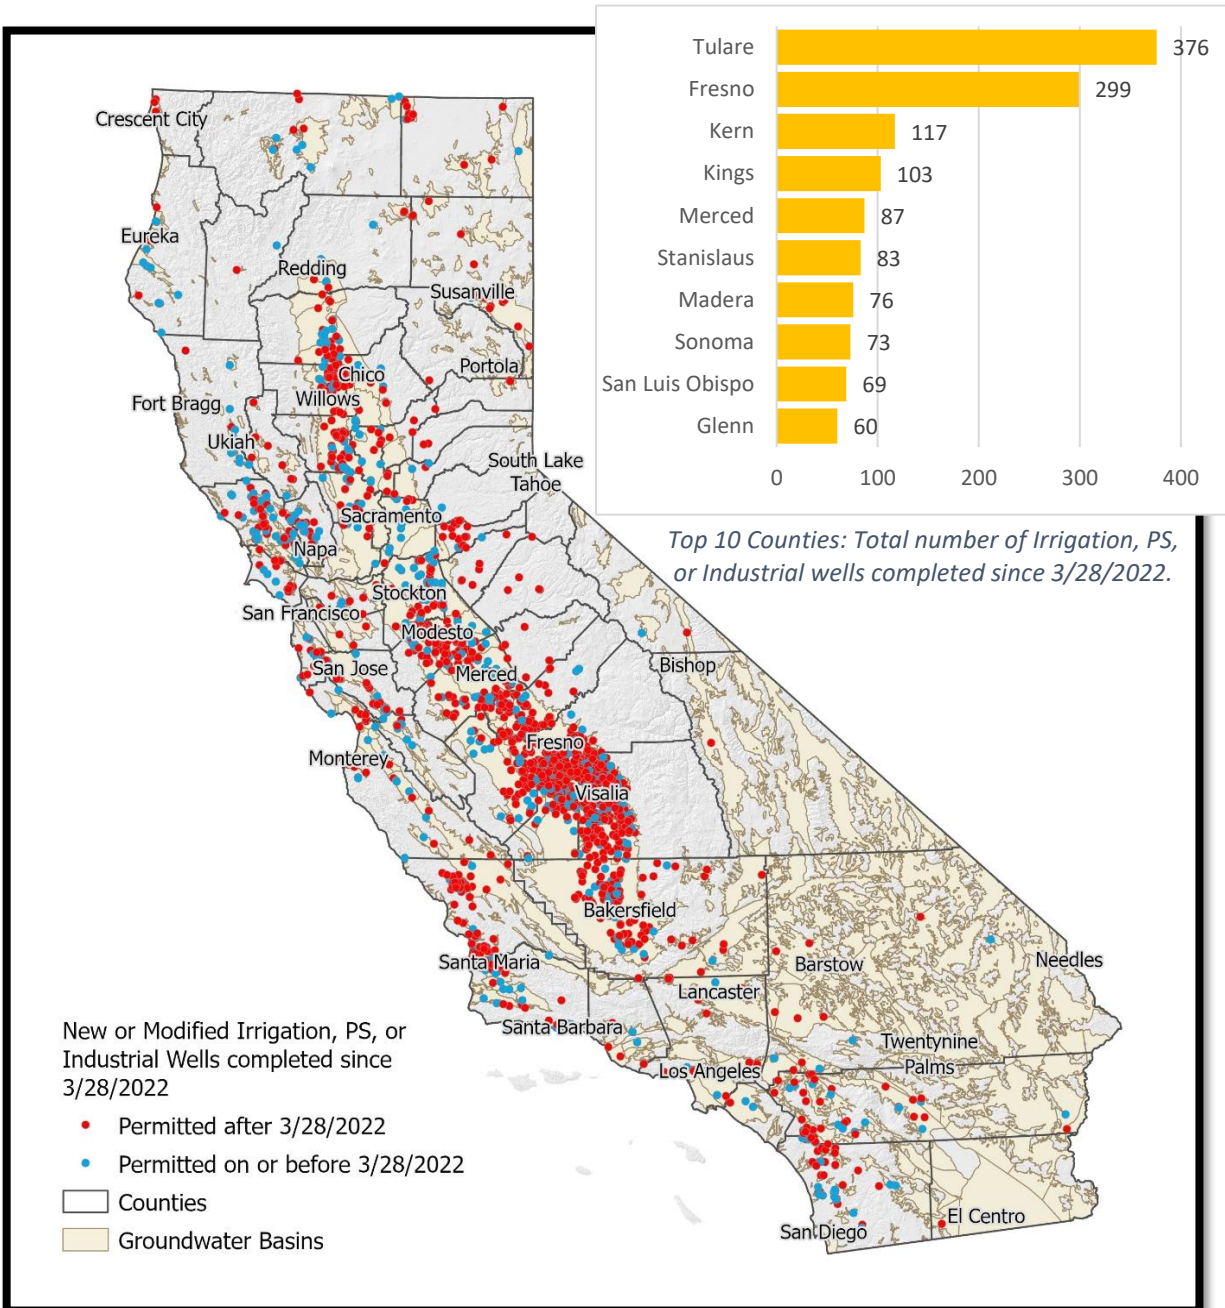 Tulare 376
Fresno 299
Kern 117
Kings 103
Merced 87
Stanislaus 83
Madera 76
Sonoma 73
San Luis Obispo 69
Glenn 60
0 100 200 300 400
Top 10 Counties: Total number of Irrigation, PS,
or Industrial wells completed since 3/28/2022.
Crescent City
Eureka
Redding
Susanville
Chico
Portola
Willows
Fort Bragg
Ukiah
South Lake
Tahoe
Sacramento
Napa
Stockton
San Francisco
Modesto
San Jose
Merced
Bishop
Fresno
Monterey
Visalia
Bakersfield
Santa Maria
Barstow
Needles
Lancaster
Santa Barbara
Twentynine
Palms
Los Angeles
El Centro
San Diego
New or Modified Irrigation, PS, or
Industrial Wells completed since
3/28/2022
Permitted after 3/28/2022
Permitted on or before 3/28/2022
Counties
Groundwater Basins